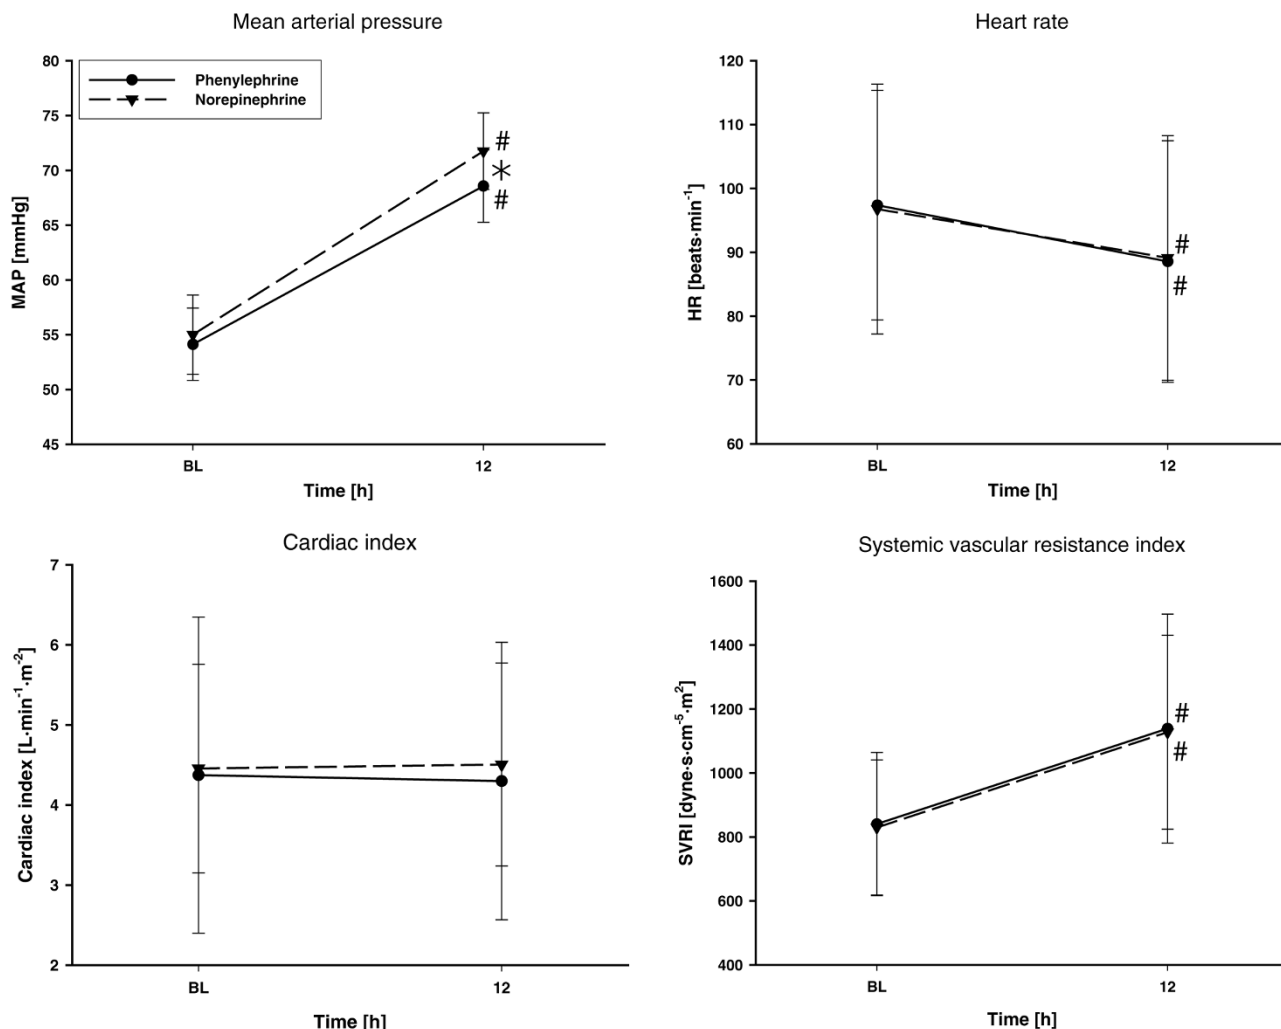 Mean arterial pressure
80
75
70
65
60
55
50
45
MAP [mmHg]
Phenylephrine
Norepinephrine
#
*
#
BL
12
Time [h]
Heart rate
120
110
100
90
80
70
60
HR [beats·min⁻¹]
#
#
BL
12
Time [h]
Cardiac index
7
6
5
4
3
2
Cardiac index [L·min⁻¹·m⁻²]
BL
12
Time [h]
Systemic vascular resistance index
1600
1400
1200
1000
800
600
400
SVRI [dyne·s·cm⁻⁵·m²]
#
#
BL
12
Time [h]